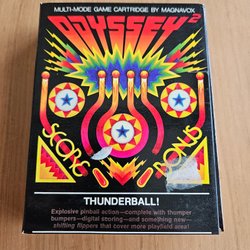 MULTI-MODE GAME CARTRIDGE BY MAGNAVOX
ODYSSEY²
SCORE BONUS
THUNDERBALL!
Explosive pinball action—complete with thumper
bumpers—digital scoring—and something new—
shifting flippers that cover more playfield area!